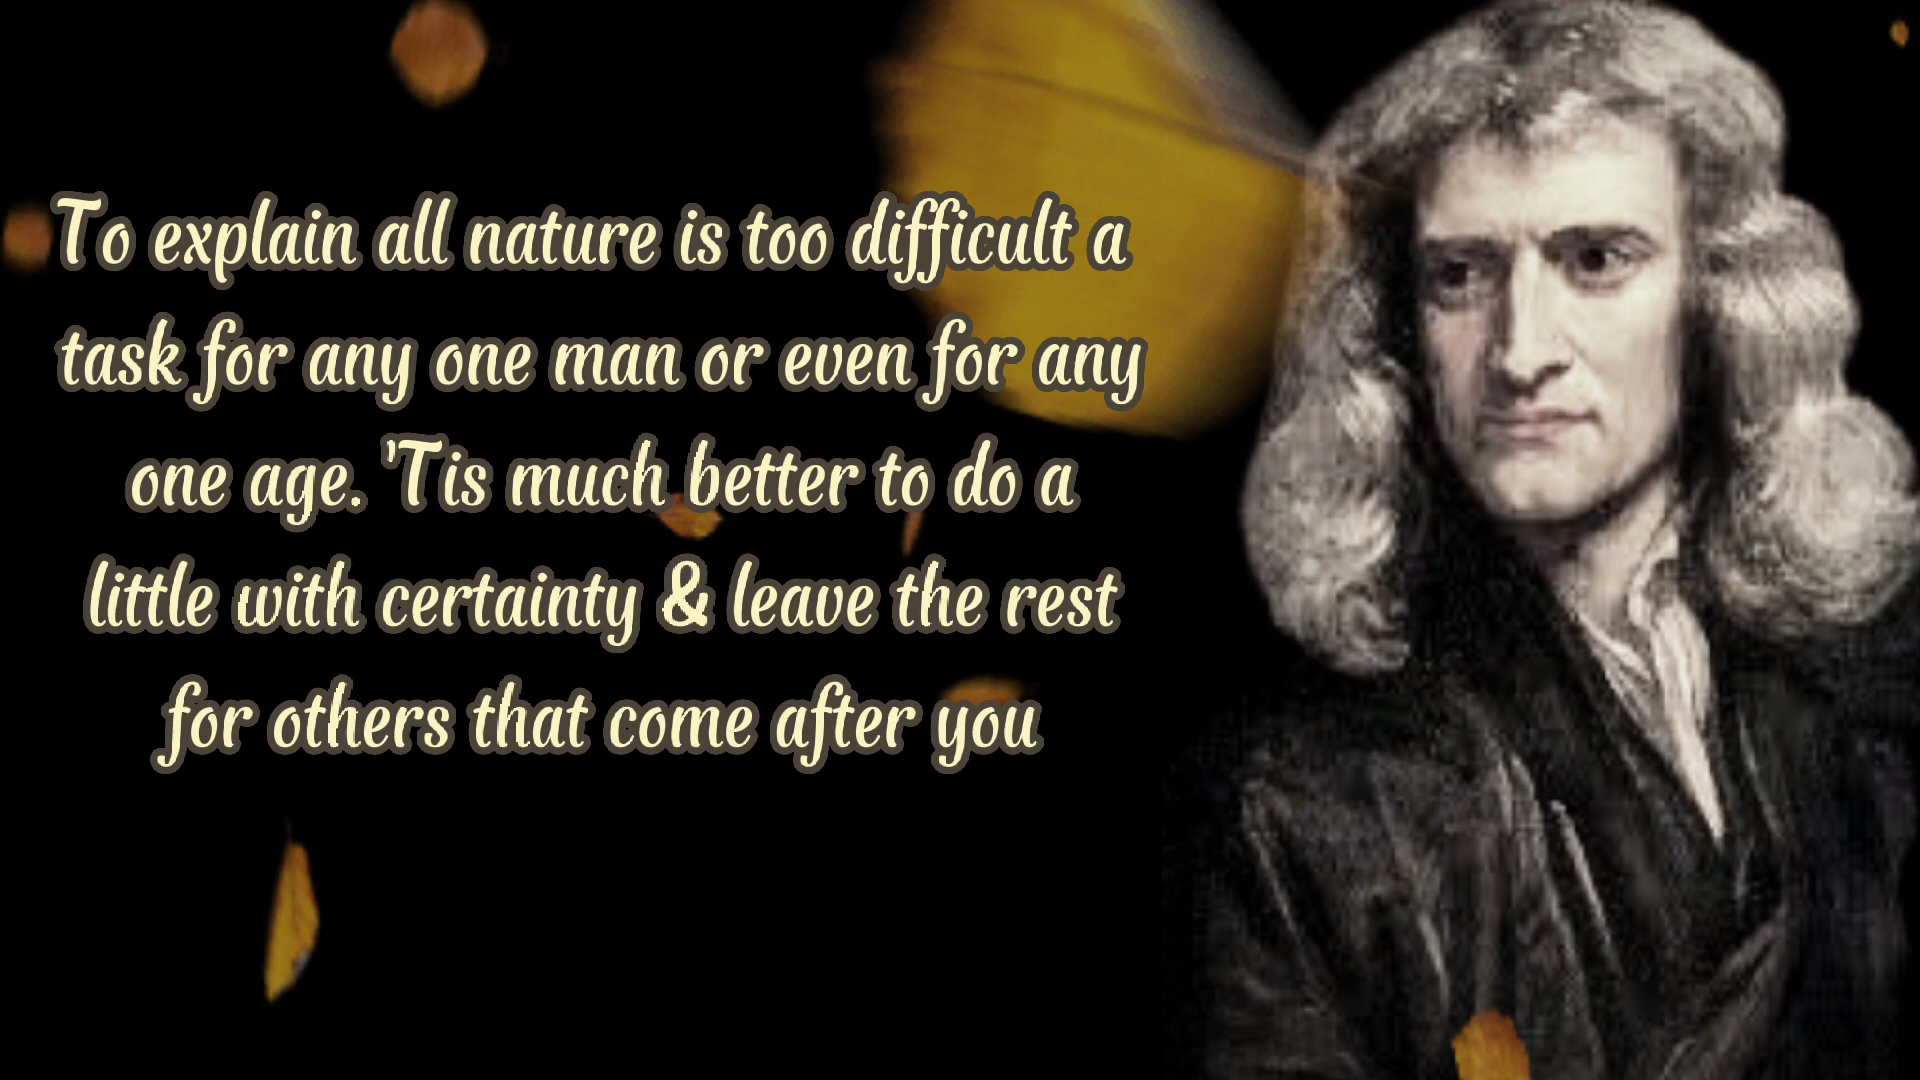 To explain all nature is too difficult a
task for any one man or even for any
one age. 'Tis much better to do a
little with certainty & leave the rest
for others that come after you